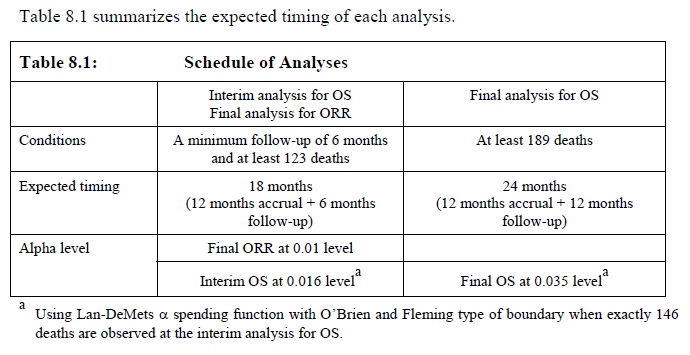 Table 8.1 summarizes the expected timing of each analysis.
Table 8.1: Schedule of Analyses
Interim analysis for OS
Final analysis for ORR
Final analysis for OS
Conditions
A minimum follow-up of 6 months
and at least 123 deaths
At least 189 deaths
Expected timing
18 months
(12 months accrual + 6 months
follow-up)
24 months
(12 months accrual + 12 months
follow-up)
Alpha level
Final ORR at 0.01 level
Interim OS at 0.016 level a
Final OS at 0.035 level a
a Using Lan-DeMets α spending function with O'Brien and Fleming type of boundary when exactly 146
deaths are observed at the interim analysis for OS.